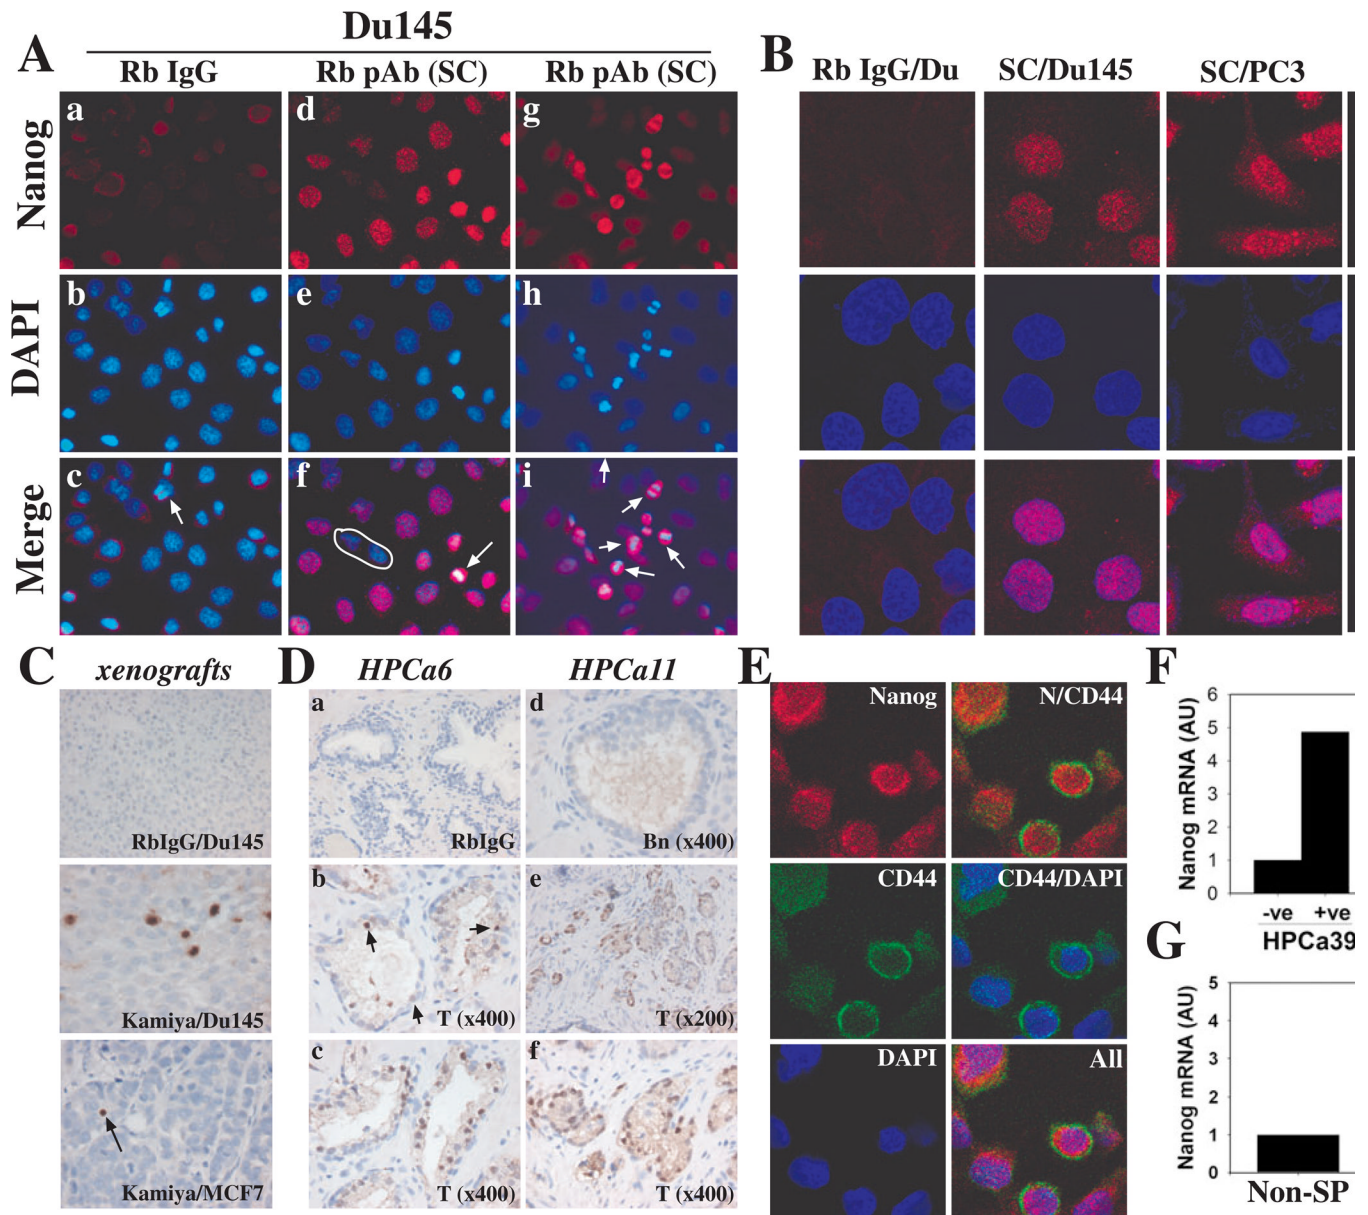 Du145
A
Rb IgG
Rb pAb (SC)
Rb pAb (SC)
Nanog
DAPI
Merge
a
d
g
b
e
h
c
f
i
B
Rb IgG/Du
SC/Du145
SC/PC3
C
xenografts
RbIgG/Du145
Kamiya/Du145
Kamiya/MCF7
D
HPCa6
HPCa11
a
RbIgG
d
Bn (x400)
b
T (x400)
e
T (x200)
c
T (x400)
f
T (x400)
E
Nanog
N/CD44
CD44
CD44/DAPI
DAPI
All
F
Nanog mRNA (AU)
6
5
4
3
2
1
0
-ve
+ve
HPCa39
G
Nanog mRNA (AU)
5
4
3
2
1
0
Non-SP